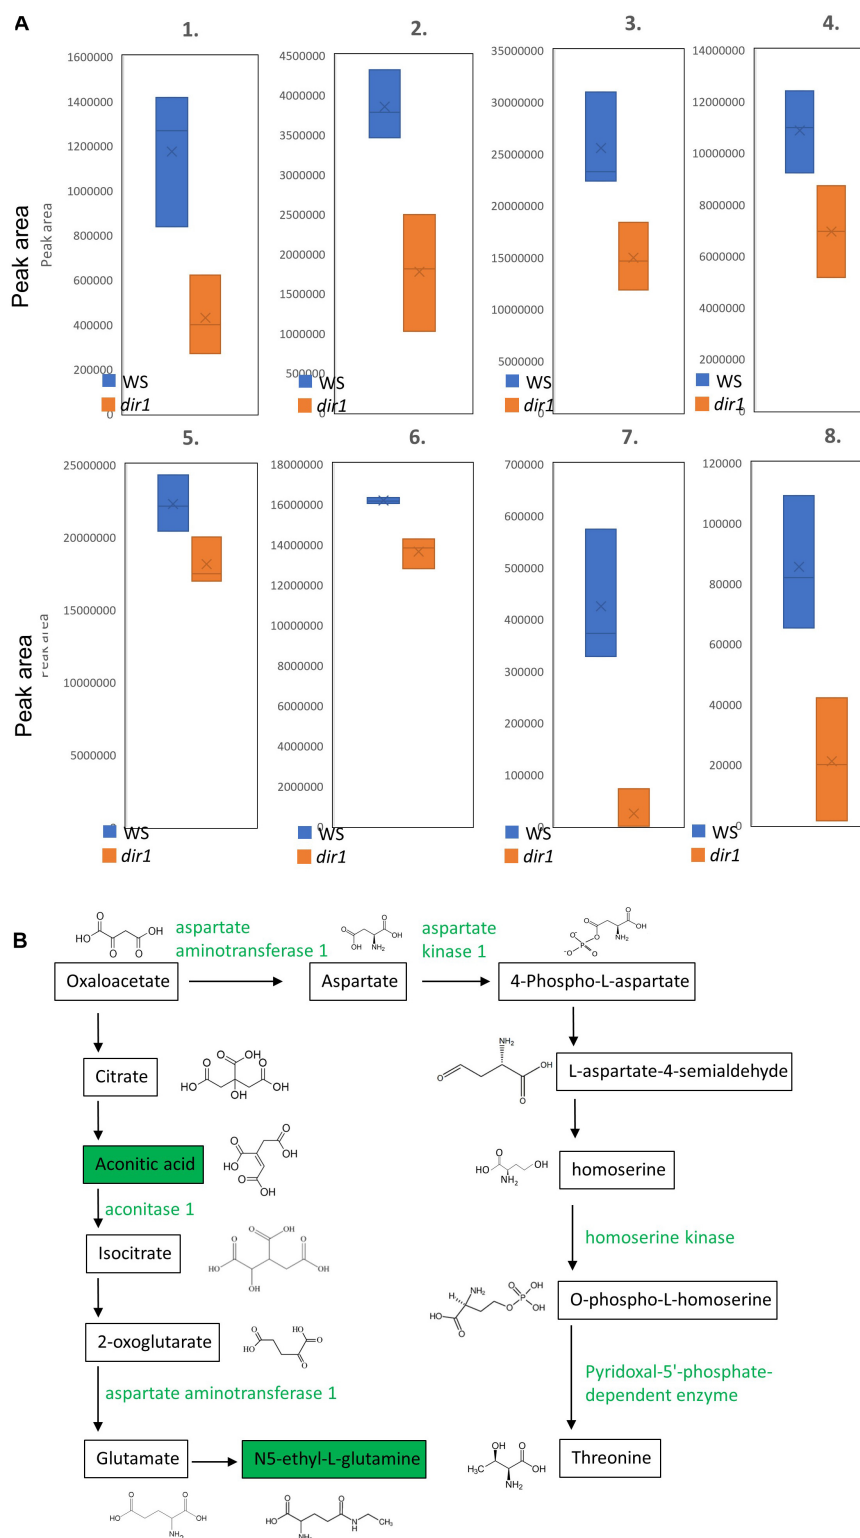 A
1.
2.
3.
4.
Peak area
Peak area
1600000
1400000
1200000
1000000
800000
600000
400000
200000
0
4500000
4000000
3500000
3000000
2500000
2000000
1500000
1000000
500000
0
35000000
30000000
25000000
20000000
15000000
10000000
5000000
0
14000000
12000000
10000000
8000000
6000000
4000000
2000000
0
WS
dir1
WS
dir1
WS
dir1
WS
dir1
5.
6.
7.
8.
Peak area
Peak area
25000000
20000000
15000000
10000000
5000000
0
18000000
16000000
14000000
12000000
10000000
8000000
6000000
4000000
2000000
0
700000
600000
500000
400000
300000
200000
100000
0
120000
100000
80000
60000
40000
20000
0
WS
dir1
WS
dir1
WS
dir1
WS
dir1
B
aspartate
aminotransferase 1
aspartate
kinase 1
Oxaloacetate
Aspartate
4-Phospho-L-aspartate
Citrate
L-aspartate-4-semialdehyde
Aconitic acid
homoserine
aconitase 1
Isocitrate
homoserine kinase
O-phospho-L-homoserine
2-oxoglutarate
aspartate aminotransferase 1
Pyridoxal-5'-phosphate-
dependent enzyme
Glutamate
N5-ethyl-L-glutamine
Threonine